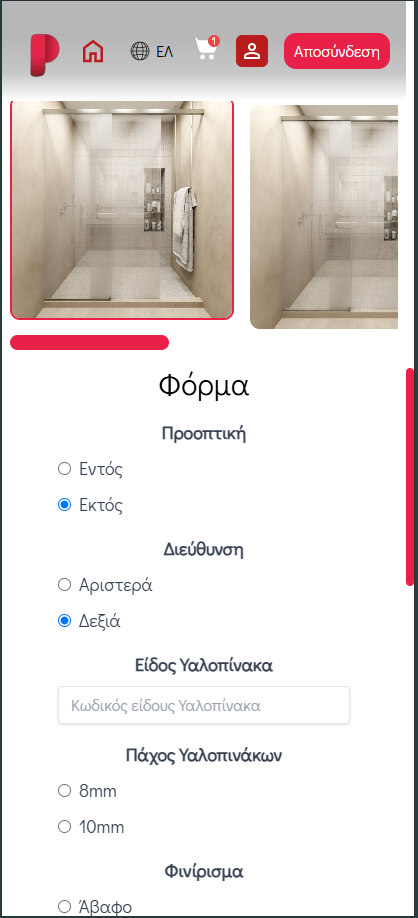 ΕΛ
1
Αποσύνδεση
Φόρμα
Προοπτική
Εντός
Εκτός
Διεύθυνση
Αριστερά
Δεξιά
Είδος Υαλοπίνακα
Κωδικός είδους Υαλοπίνακα
Πάχος Υαλοπινάκων
8mm
10mm
Φινίρισμα
Άβαφο